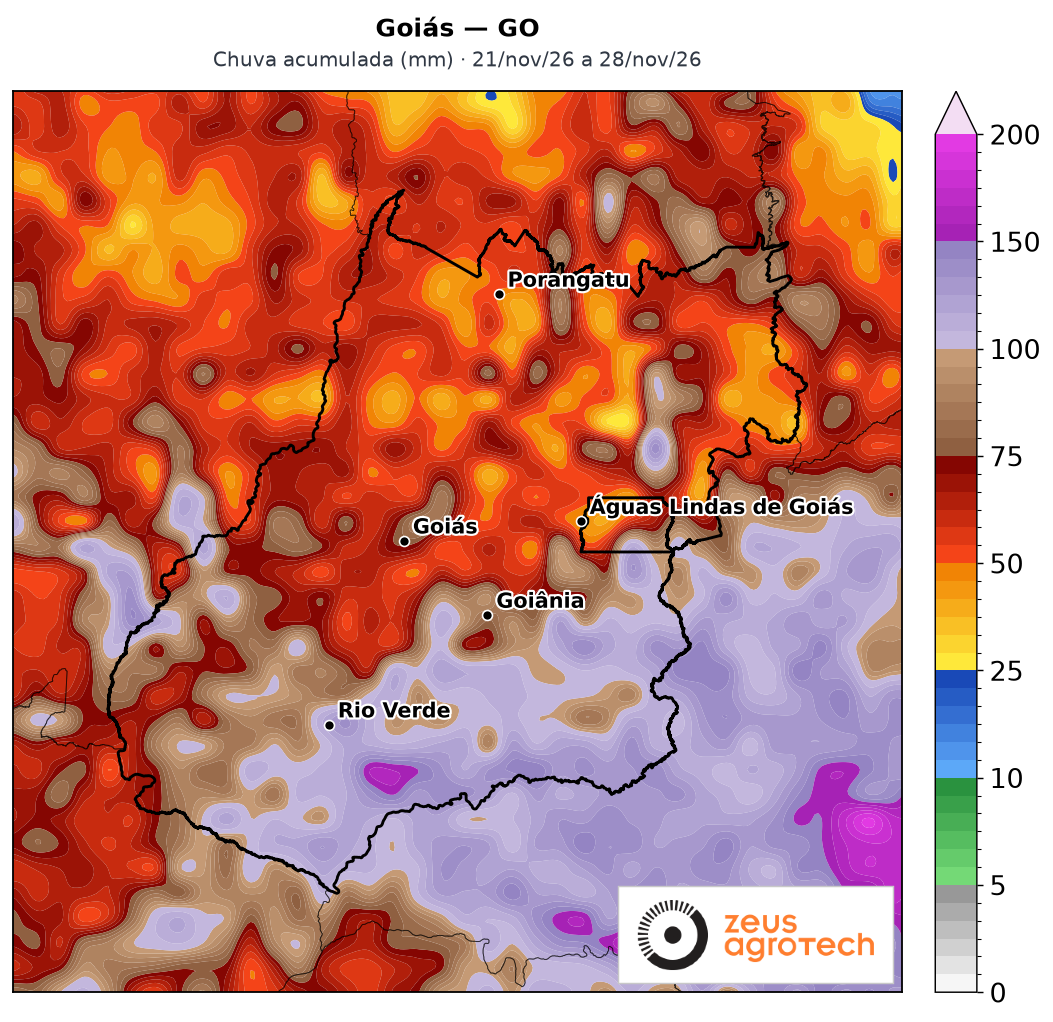 Goiás — GO
Chuva acumulada (mm) · 21/nov/26 a 28/nov/26
200
150
100
75
50
25
10
5
0
Porangatu
Águas Lindas de Goiás
Goiás
Goiânia
Rio Verde
zeus
agrotech